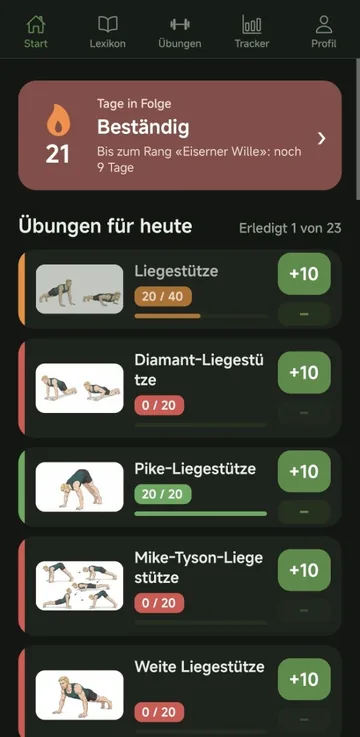 Start
Lexikon
Übungen
Tracker
Profil
Tage in Folge
Beständig
21
Bis zum Rang «Eiserner Wille»: noch
9 Tage
Übungen für heute
Erledigt 1 von 23
Liegestütze
20 / 40
+10
−
Diamant-Liegestü
tze
0 / 20
+10
−
Pike-Liegestütze
20 / 20
+10
−
Mike-Tyson-Liege
stütze
0 / 20
+10
−
Weite Liegestütze
0 / 20
+10
−